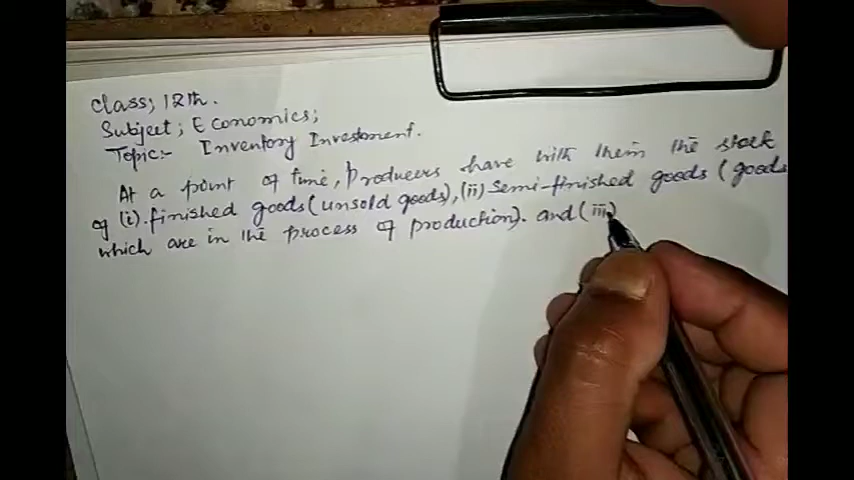 Class; 12th.
Subject; Economics;
Topic:- Inventory Investment.
At a point of time, Producers have with them the stock
of (i). finished goods (unsold goods), (ii) Semi-finished goods (goods
which are in the process of production). and (iii)